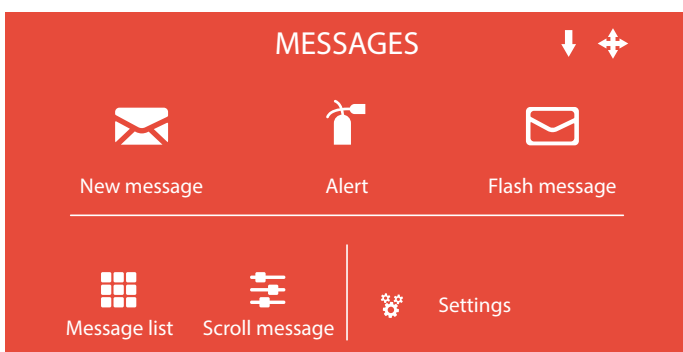 MESSAGES
New message
Alert
Flash message
Message list
Scroll message
Settings